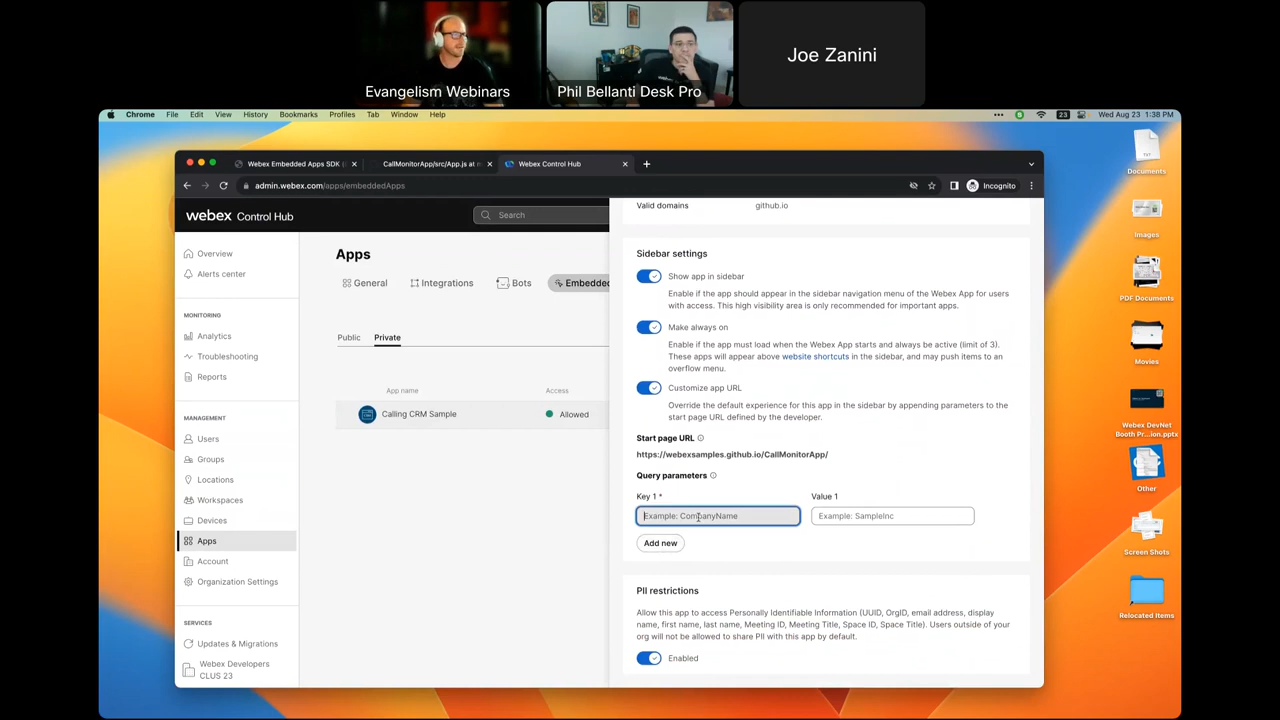 Joe Zanini
Evangelism Webinars
Phil Bellanti Desk Pro
Chrome File Edit View History Bookmarks Profiles Tab Window Help
23
Wed Aug 23 1:38 PM
Webex Embedded Apps SDK (
CallMonitorApp/src/App.js at m
Webex Control Hub
admin.webex.com/apps/embeddedApps
Incognito
webex Control Hub
Search
Overview
Alerts center
MONITORING
Analytics
Troubleshooting
Reports
MANAGEMENT
Users
Groups
Locations
Workspaces
Devices
Apps
Account
Organization Settings
SERVICES
Updates & Migrations
Webex Developers
CLUS 23
Apps
General
Integrations
Bots
Embedded
Public
Private
App name
Access
Calling CRM Sample
Allowed
Valid domains
github.io
Sidebar settings
Show app in sidebar
Enable if the app should appear in the sidebar navigation menu of the Webex App for users
with access. This high visibility area is only recommended for important apps.
Make always on
Enable if the app must load when the Webex App starts and always be active (limit of 3).
These apps will appear above website shortcuts in the sidebar, and may push items to an
overflow menu.
Customize app URL
Override the default experience for this app in the sidebar by appending parameters to the
start page URL defined by the developer.
Start page URL
https://webexsamples.github.io/CallMonitorApp/
Query parameters
Key 1 *
Value 1
Example: CompanyName
Example: SampleInc
Add new
PII restrictions
Allow this app to access Personally Identifiable Information (UUID, OrgID, email address, display
name, first name, last name, Meeting ID, Meeting Title, Space ID, Space Title). Users outside of your
org will not be allowed to share PII with this app by default.
Enabled
TXT
Documents
Images
PDF Documents
Movies
Webex DevNet
Booth Pr...ion.pptx
Other
Screen Shots
Relocated Items